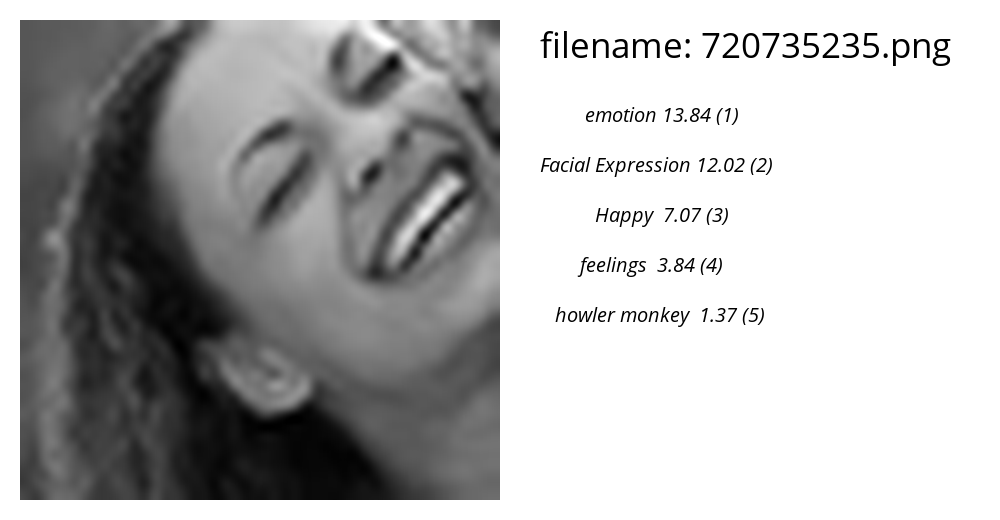 filename: 720735235.png
emotion 13.84 (1)
Facial Expression 12.02 (2)
Happy 7.07 (3)
feelings 3.84 (4)
howler monkey 1.37 (5)